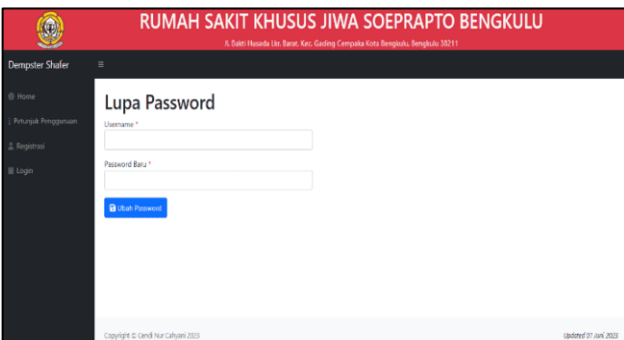 RUMAH SAKIT KHUSUS JIWA SOEPRAPTO BENGKULU
Jl. Bakti Husada Lkr. Barat. Kec. Gading Cempaka Kota Bengkulu, Bengkulu 38211
Dempster Shafer
Home
Petunjuk Penggunaan
Registrasi
Login
Lupa Password
Username *
Password Baru *
Ubah Password
Copyright © Cendi Nur Cahyani 2023
Updated 01 Juni 2023